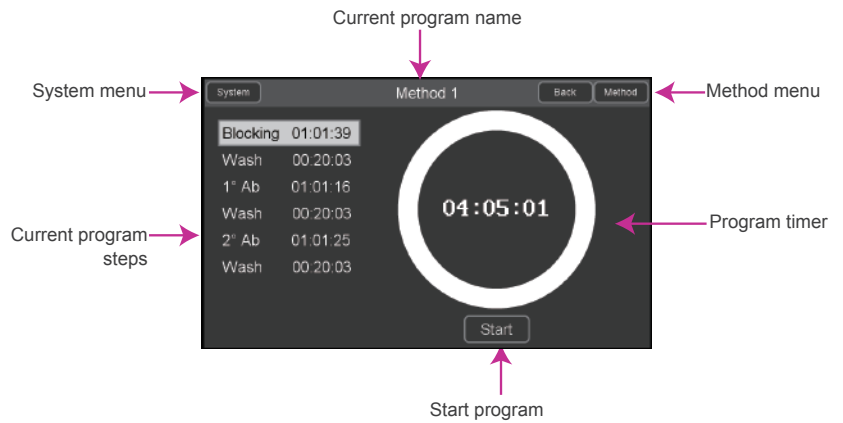 Current program name
System menu
System
Method 1
Back
Method
Method menu
Blocking 01:01:39
Wash 00:20:03
1° Ab 01:01:16
Wash 00:20:03
2° Ab 01:01:25
Wash 00:20:03
04:05:01
Current program
steps
Program timer
Start
Start program